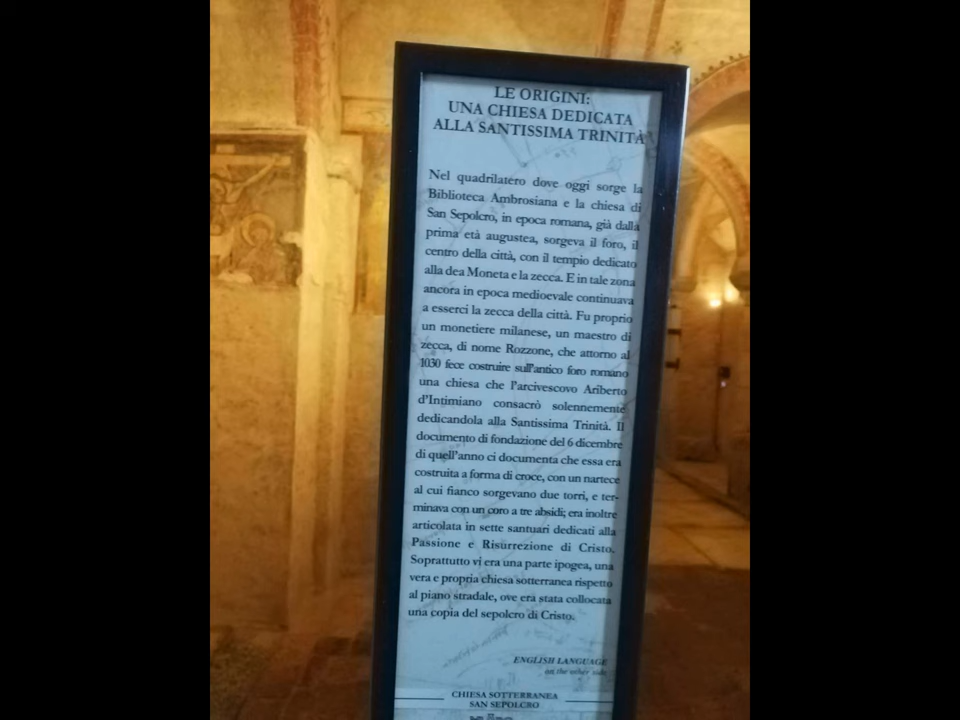 LE ORIGINI:
UNA CHIESA DEDICATA
ALLA SANTISSIMA TRINITÀ
Nel quadrilatero dove oggi sorge la
Biblioteca Ambrosiana e la chiesa di
San Sepolcro, in epoca romana, già dalla
prima età augustea, sorgeva il foro, il
centro della città, con il tempio dedicato
alla dea Moneta e la zecca. E in tale zona
ancora in epoca medioevale continuava
a esserci la zecca della città. Fu proprio
un monetiere milanese, un maestro di
zecca, di nome Rozzone, che attorno al
1030 fece costruire sull'antico foro romano
una chiesa che l'arcivescovo Ariberto
d'Intimiano consacrò solennemente
dedicandola alla Santissima Trinità. Il
documento di fondazione del 6 dicembre
di quell'anno ci documenta che essa era
costruita a forma di croce, con un nartece
al cui fianco sorgevano due torri, e ter-
minava con un coro a tre absidi; era inoltre
articolata in sette santuari dedicati alla
Passione e Risurrezione di Cristo.
Soprattutto vi era una parte ipogea, una
vera e propria chiesa sotterranea rispetto
al piano stradale, ove era stata collocata
una copia del sepolcro di Cristo.
ENGLISH LANGUAGE
on the other side
CHIESA SOTTERRANEA
SAN SEPOLCRO